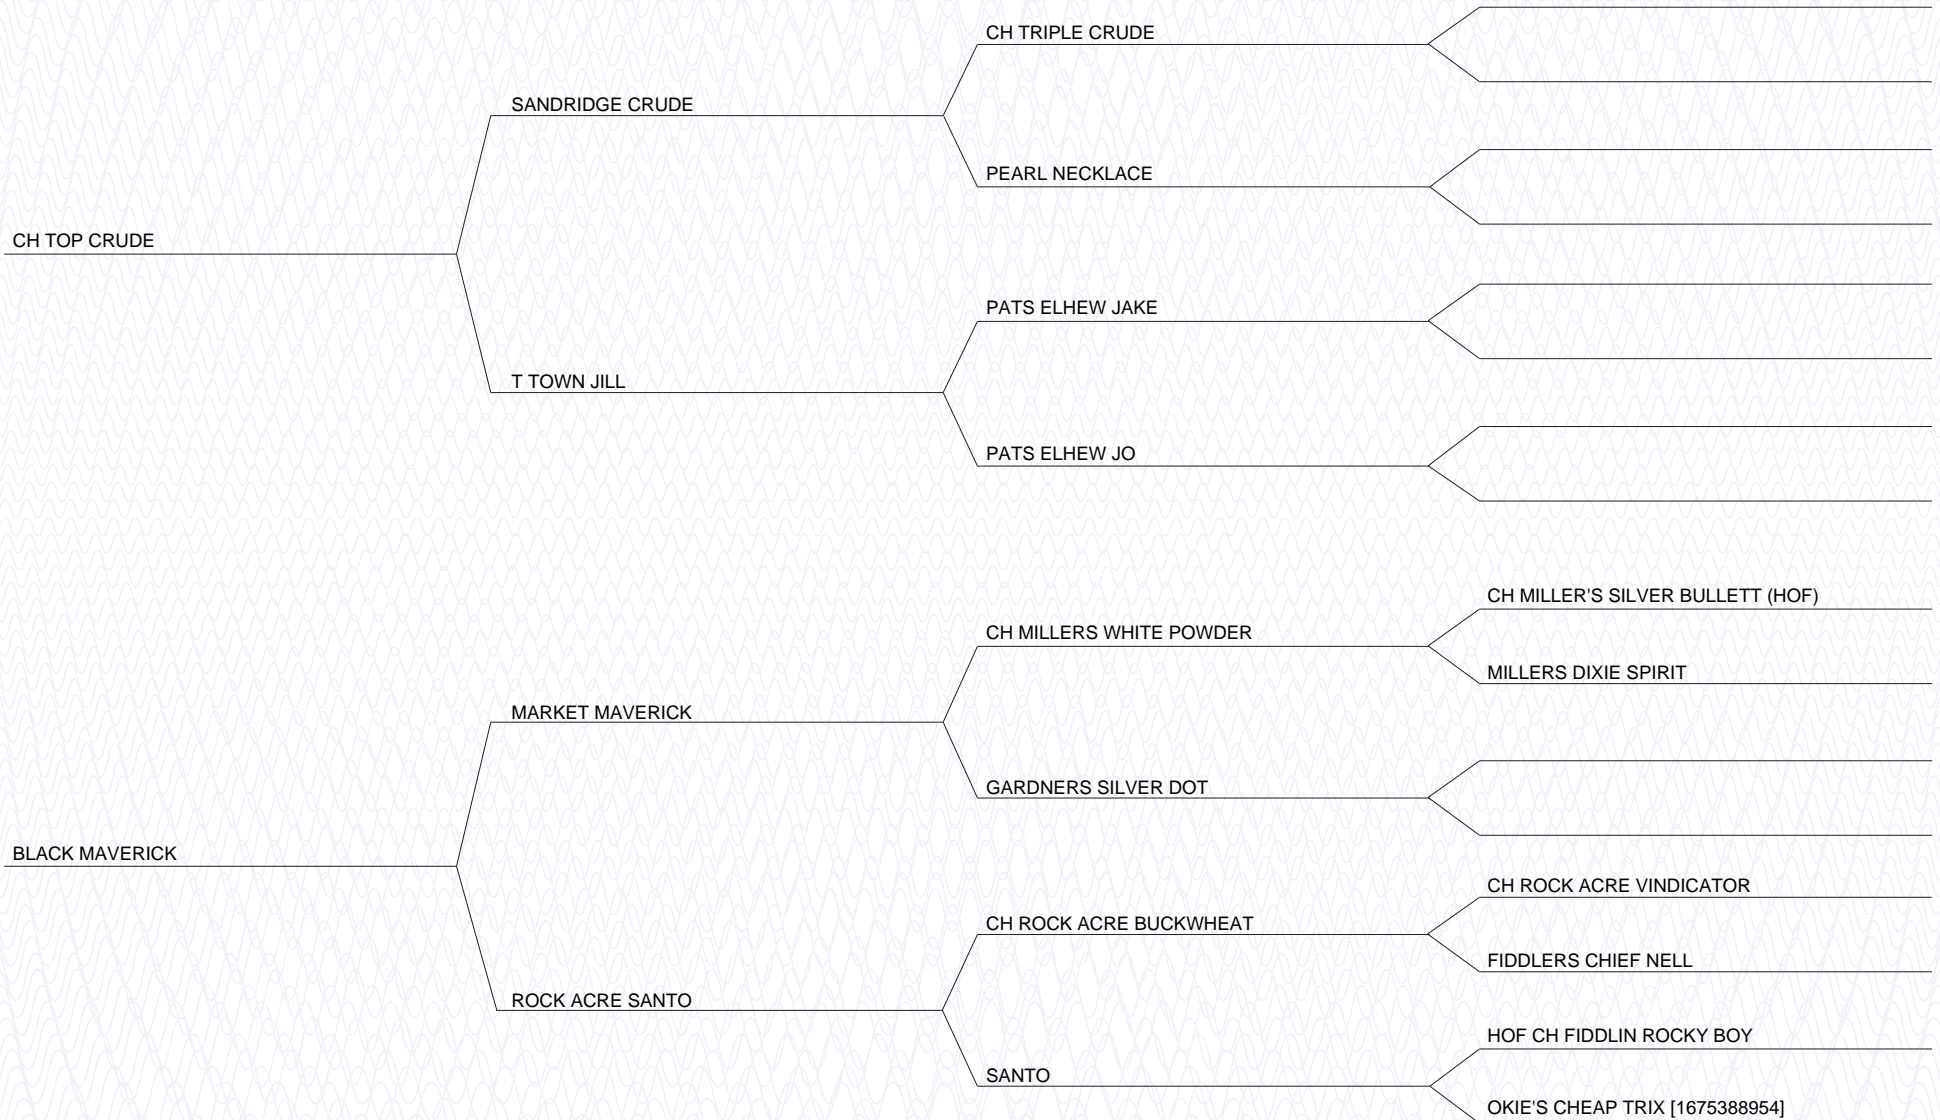 CH TRIPLE CRUDE
SANDRIDGE CRUDE
PEARL NECKLACE
CH TOP CRUDE
PATS ELHEW JAKE
T TOWN JILL
PATS ELHEW JO
CH MILLER'S SILVER BULLETT (HOF)
CH MILLERS WHITE POWDER
MILLERS DIXIE SPIRIT
MARKET MAVERICK
GARDNERS SILVER DOT
BLACK MAVERICK
CH ROCK ACRE VINDICATOR
CH ROCK ACRE BUCKWHEAT
FIDDLERS CHIEF NELL
ROCK ACRE SANTO
HOF CH FIDDLIN ROCKY BOY
SANTO
OKIE'S CHEAP TRIX [1675388954]